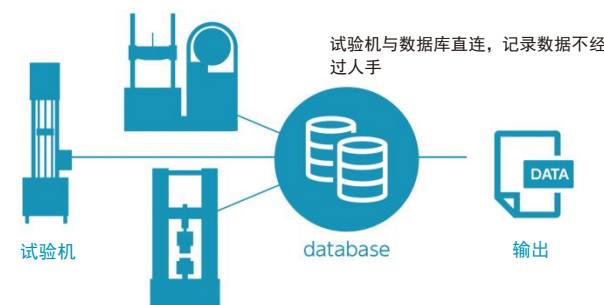 试验机与数据库直连，记录数据不经
过人手
DATA
试验机
database
输出